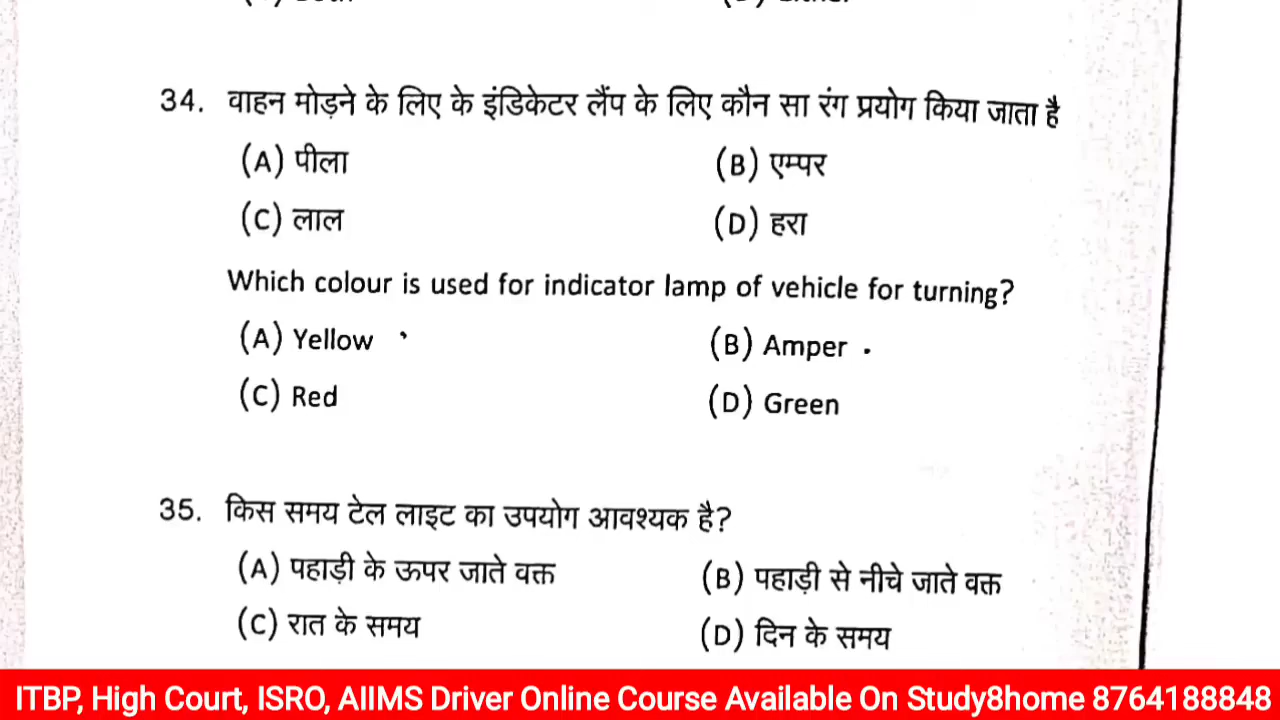 34. वाहन मोड़ने के लिए के इंडिकेटर लैंप के लिए कौन सा रंग प्रयोग किया जाता है
(A) पीला (B) एम्पर
(C) लाल (D) हरा
Which colour is used for indicator lamp of vehicle for turning?
(A) Yellow (B) Amper
(C) Red (D) Green
35. किस समय टेल लाइट का उपयोग आवश्यक है?
(A) पहाड़ी के ऊपर जाते वक्त (B) पहाड़ी से नीचे जाते वक्त
(C) रात के समय (D) दिन के समय
ITBP, High Court, ISRO, AIIMS Driver Online Course Available On Study8home 8764188848